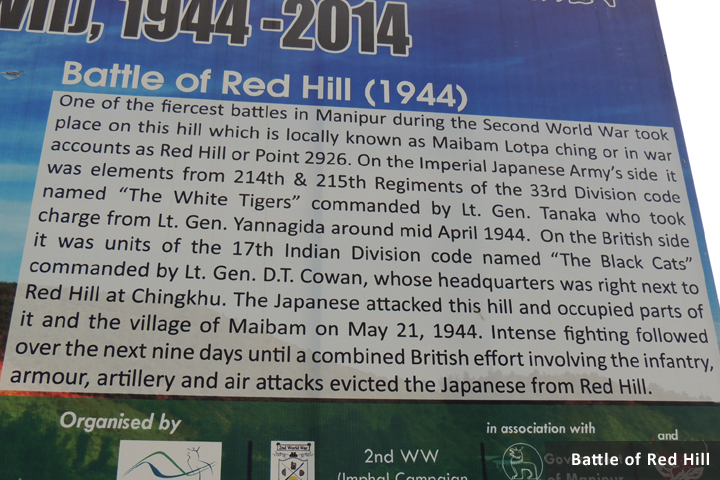 WII), 1944 -2014
Battle of Red Hill (1944)
One of the fiercest battles in Manipur during the Second World War took
place on this hill which is locally known as Maibam Lotpa ching or in war
accounts as Red Hill or Point 2926. On the Imperial Japanese Army's side it
was elements from 214th & 215th Regiments of the 33rd Division code
named "The White Tigers" commanded by Lt. Gen. Tanaka who took
charge from Lt. Gen. Yannagida around mid April 1944. On the British side
it was units of the 17th Indian Division code named "The Black Cats"
commanded by Lt. Gen. D.T. Cowan, whose headquarters was right next to
Red Hill at Chingkhu. The Japanese attacked this hill and occupied parts of
it and the village of Maibam on May 21, 1944. Intense fighting followed
over the next nine days until a combined British effort involving the infantry,
armour, artillery and air attacks evicted the Japanese from Red Hill.
Organised by
in association with
and
2nd World War
2nd WW
(Imphal Campaign
of Manipur
Battle of Red Hill